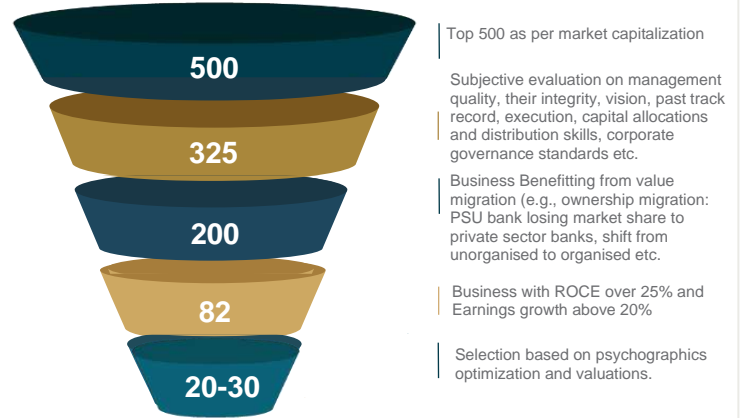 500
Top 500 as per market capitalization
325
Subjective evaluation on management
quality, their integrity, vision, past track
record, execution, capital allocations
and distribution skills, corporate
governance standards etc.
200
Business Benefitting from value
migration (e.g., ownership migration:
PSU bank losing market share to
private sector banks, shift from
unorganised to organised etc.
82
Business with ROCE over 25% and
Earnings growth above 20%
20-30
Selection based on psychographics
optimization and valuations.